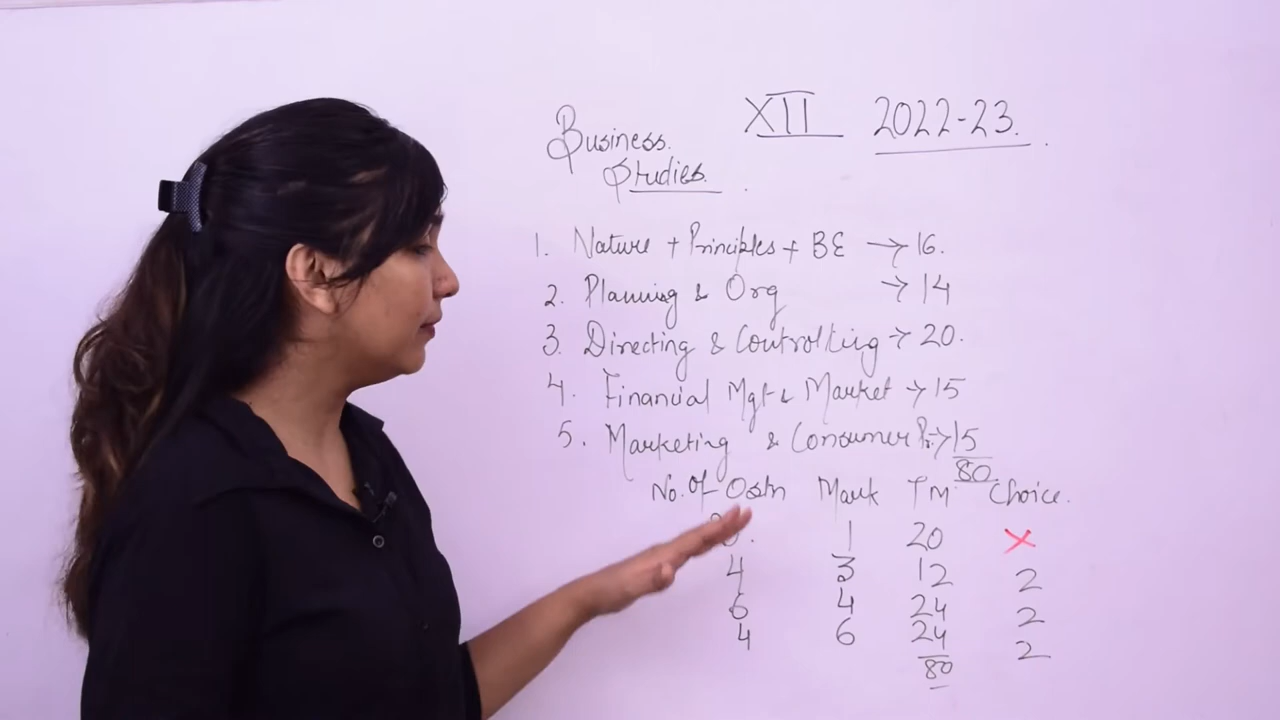 Business XII 2022-23.
Studies.
1. Nature + Principles + BE → 16.
2. Planning & Org → 14
3. Directing & Controlling → 20.
4. Financial Mgt & Market → 15
5. Marketing & Consumer Pr. → 15
80
No. of Qstn Mark TM Choice.
1 20 ×
4 3 12 2
6 4 24 2
4 6 24 2
80